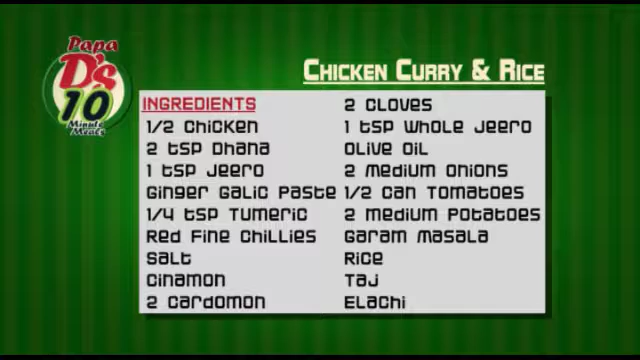 Papa
D's
10
Minute
Meals
Chicken Curry & Rice
INGREDIENTS
1/2 Chicken
2 tsp Dhana
1 tsp Jeero
Ginger Galic Paste
1/4 tsp Tumeric
Red Fine Chillies
Salt
Cinamon
2 Cardomon
2 Cloves
1 tsp Whole Jeero
Olive Oil
2 Medium Onions
1/2 Can Tomatoes
2 Medium Potatoes
Garam Masala
Rice
Taj
Elachi